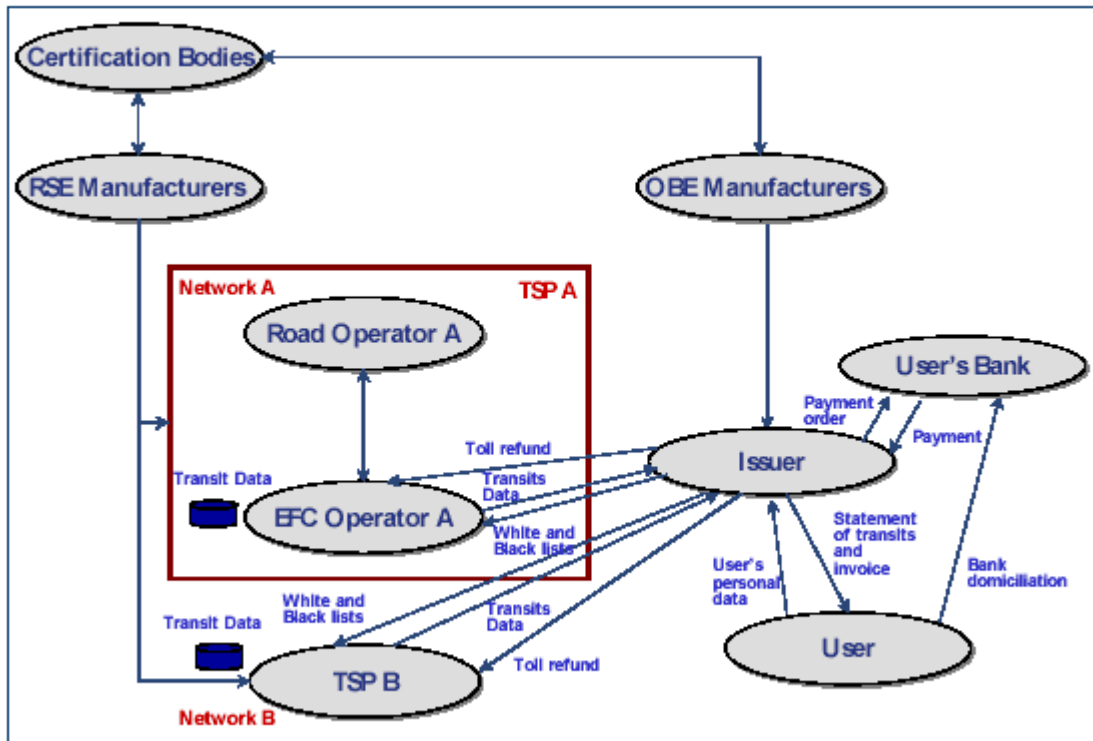 Certification Bodies
RSE Manufacturers
OBE Manufacturers
Network A
TSP A
Road Operator A
User's Bank
Payment
order
Payment
Toll refund
Issuer
Transit Data
Transits
Data
EFC Operator A
White and
Black lists
Statement
of transits
and
invoice
User's
personal
data
Bank
domiciliation
White and
Black lists
Transits
Data
Transit Data
Toll refund
User
TSP B
Network B